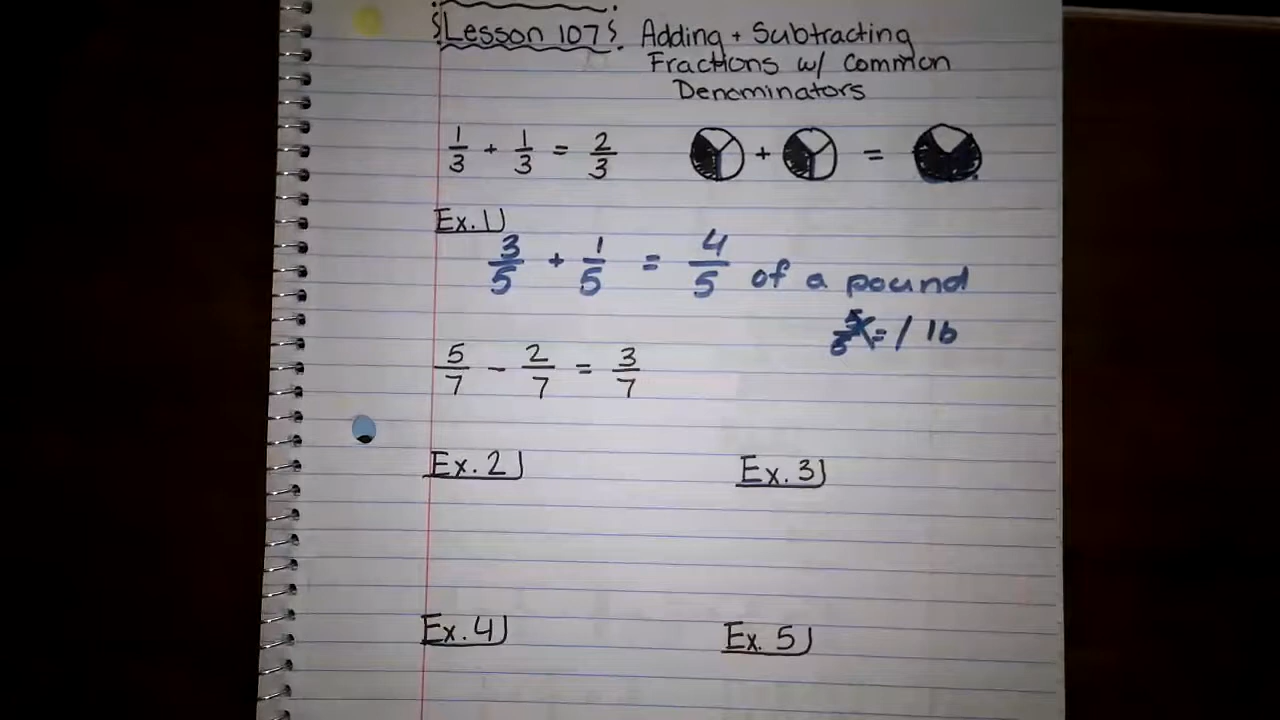 Lesson 107 Adding + Subtracting
Fractions w/ Common
Denominators
1/3 + 1/3 = 2/3 + =
Ex. 1)
3/5 + 1/5 = 4/5 of a pound
= 1 lb
5/7 - 2/7 = 3/7
Ex. 2) Ex. 3)
Ex. 4) Ex. 5)